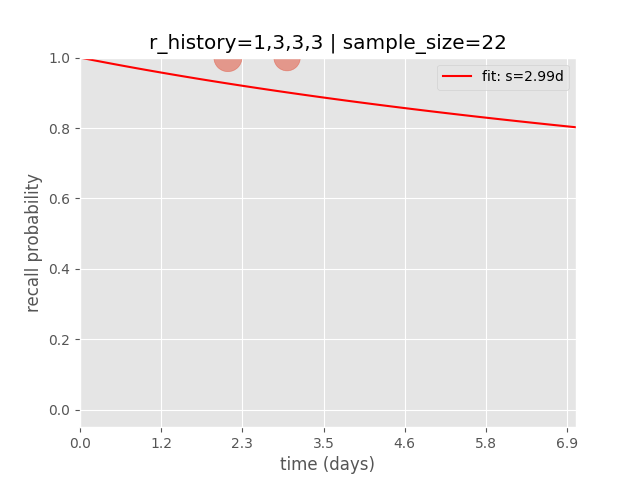 r_history=1,3,3,3 | sample_size=22
fit: s=2.99d
recall probability
1.0
0.8
0.6
0.4
0.2
0.0
0.0 1.2 2.3 3.5 4.6 5.8 6.9
time (days)